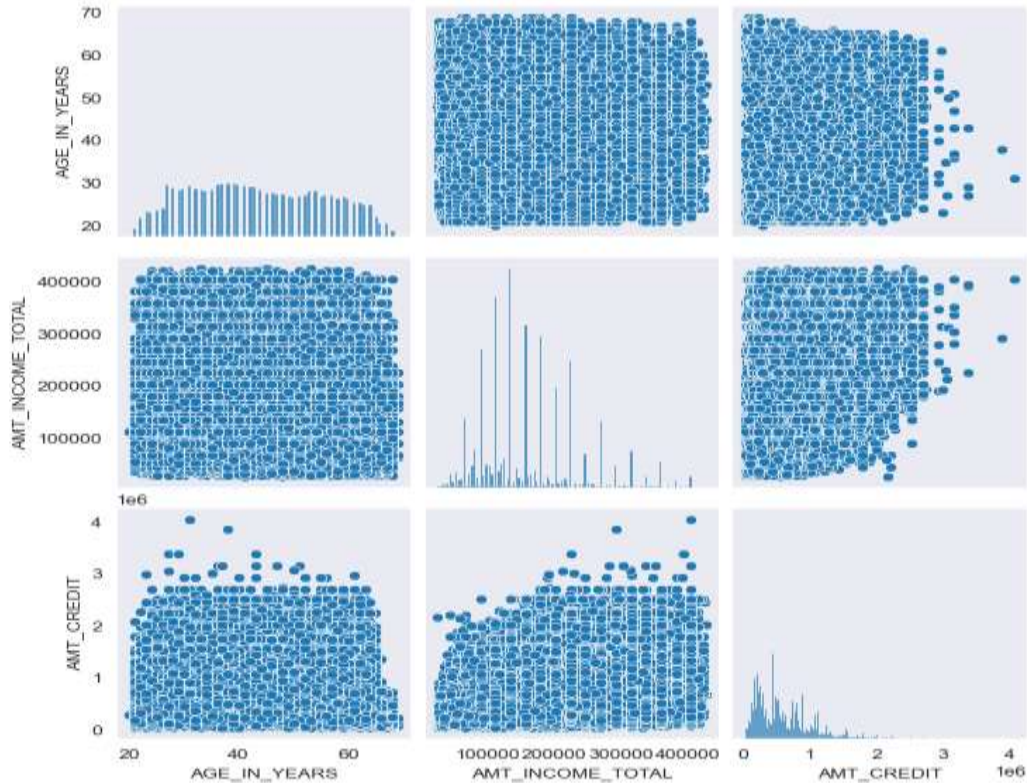 70
60
50
40
30
20
AGE_IN_YEARS
400000
300000
200000
100000
AMT_INCOME_TOTAL
1e6
4
3
2
1
0
AMT_CREDIT
20 40 60
AGE_IN_YEARS
100000 200000 300000 400000
AMT_INCOME_TOTAL
0 1 2 3 4
1e6
AMT_CREDIT